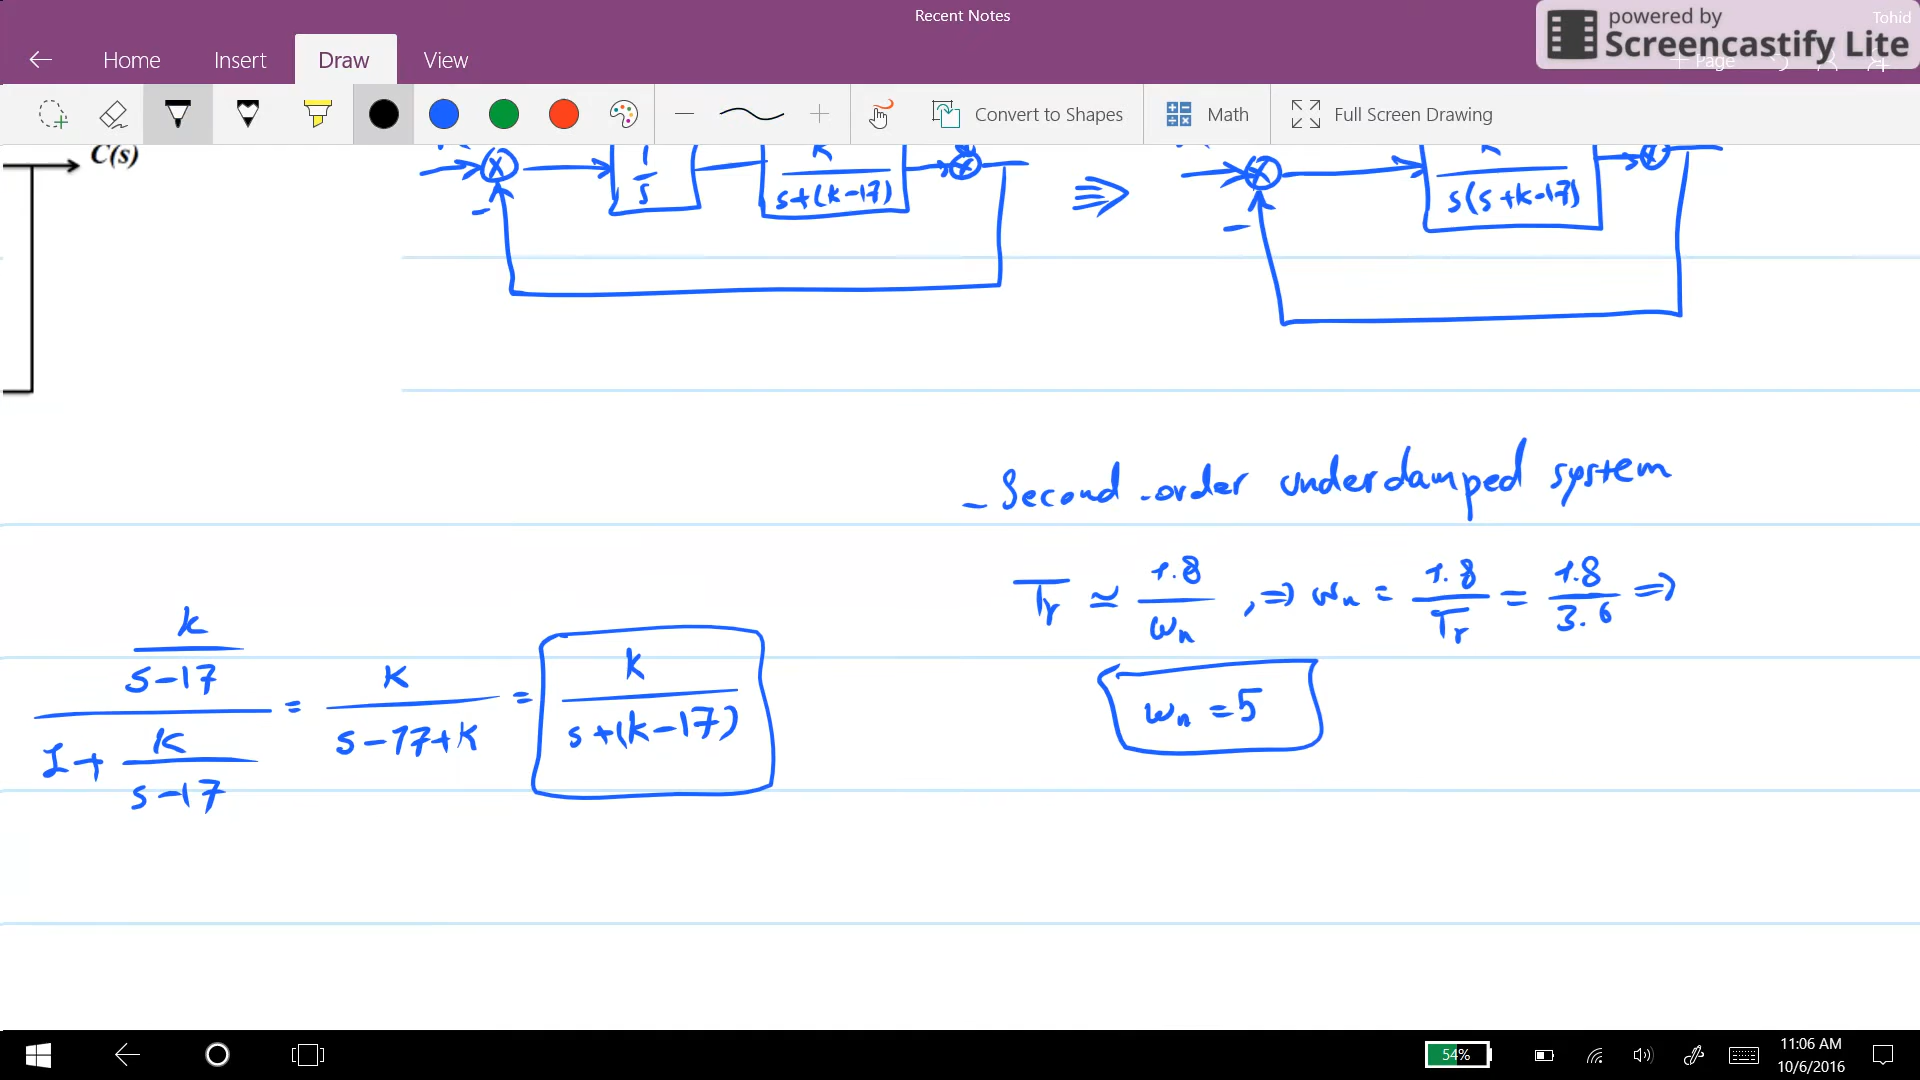 Recent Notes
Tohid
powered by
Screencastify Lite
Home Insert Draw View
+ Page
Convert to Shapes Math Full Screen Drawing
C(s)
1/s K/(s+(k-17)) ⇛ K/(s(s+k-17))
- -
- Second-order underdamped system
Tr ≃ 1.8/ωn , ⇒ ωn = 1.8/Tr = 1.8/3.6 ⇒
ωn = 5
(k/(s-17))/(1+k/(s-17)) = K/(s-17+K) = k/(s+(k-17))
54%
11:06 AM
10/6/2016